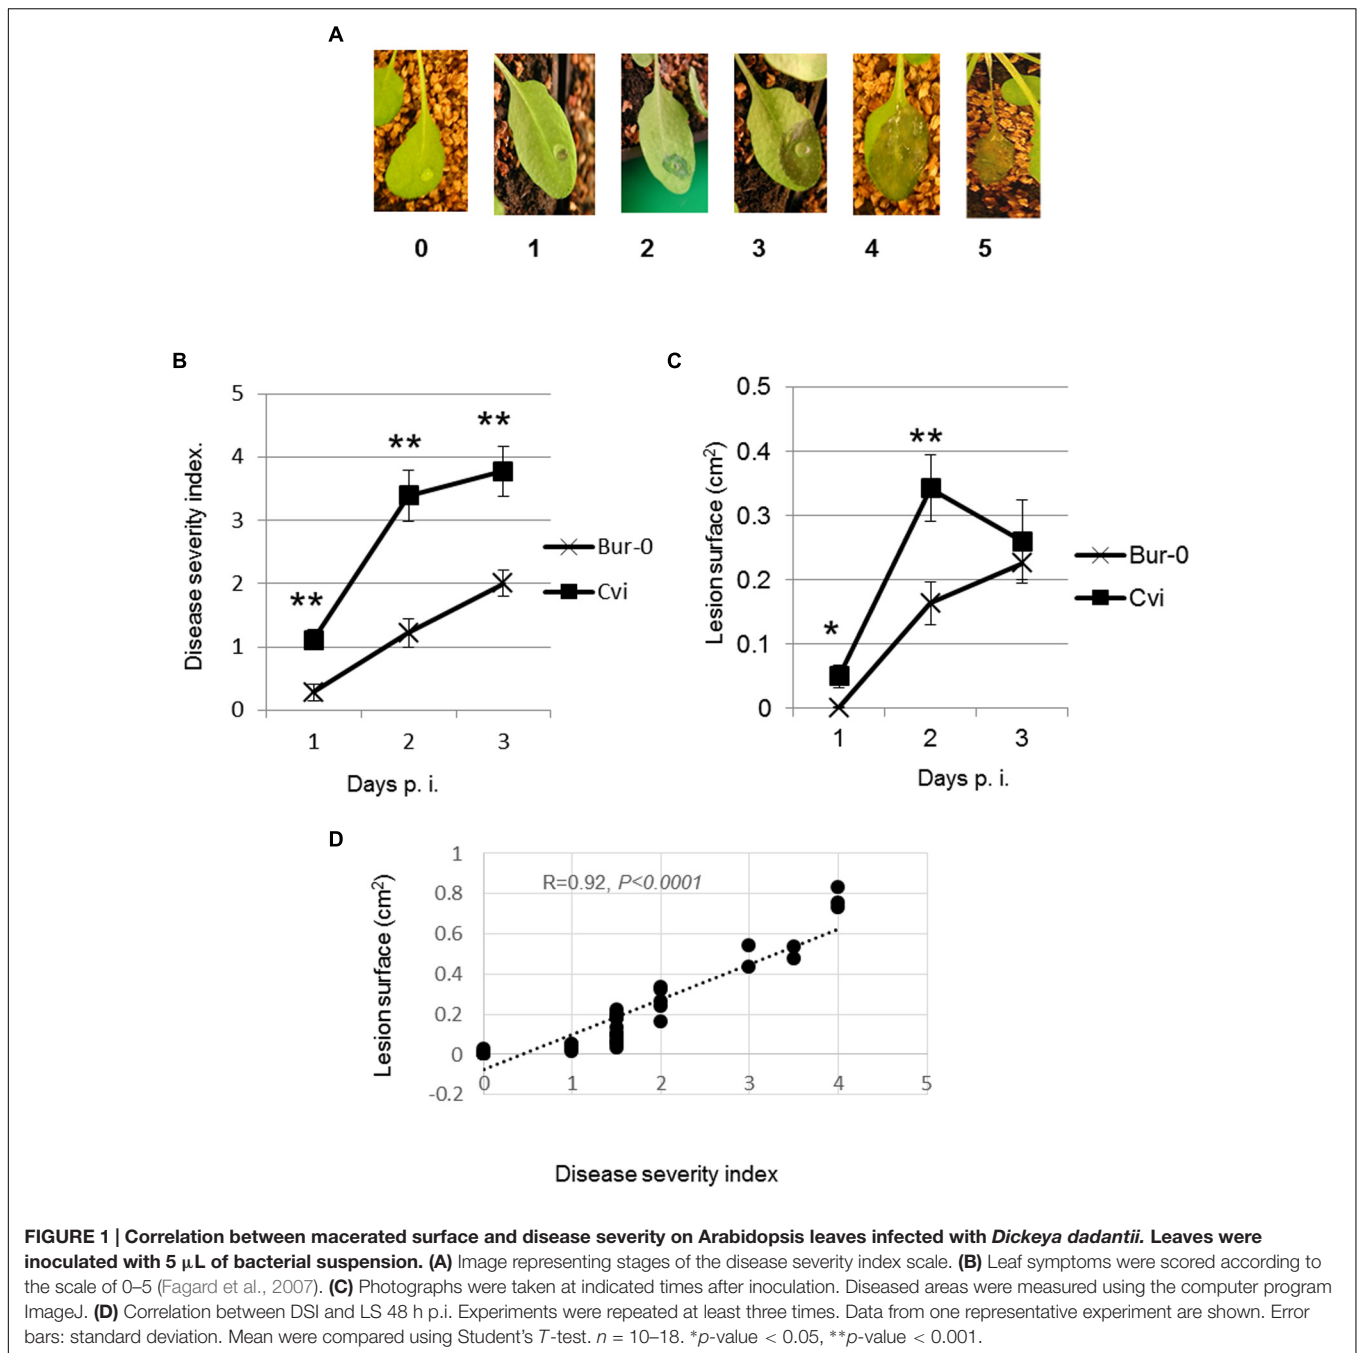 A
0 1 2 3 4 5
B
5
4
3
2
1
0
Disease severity index.
**
**
**
Bur-0
Cvi
1 2 3
Days p. i.
C
0.5
0.4
0.3
0.2
0.1
0
Lesion surface (cm²)
*
**
Bur-0
Cvi
1 2 3
Days p. i.
D
1
0.8
0.6
0.4
0.2
0
-0.2
Lesion surface (cm²)
R=0.92, P<0.0001
0 1 2 3 4 5
Disease severity index
FIGURE 1 | Correlation between macerated surface and disease severity on Arabidopsis leaves infected with Dickeya dadantii. Leaves were
inoculated with 5 μL of bacterial suspension. (A) Image representing stages of the disease severity index scale. (B) Leaf symptoms were scored according to
the scale of 0–5 (Fagard et al., 2007). (C) Photographs were taken at indicated times after inoculation. Diseased areas were measured using the computer program
ImageJ. (D) Correlation between DSI and LS 48 h p.i. Experiments were repeated at least three times. Data from one representative experiment are shown. Error
bars: standard deviation. Mean were compared using Student's T-test. n = 10–18. *p-value < 0.05, **p-value < 0.001.